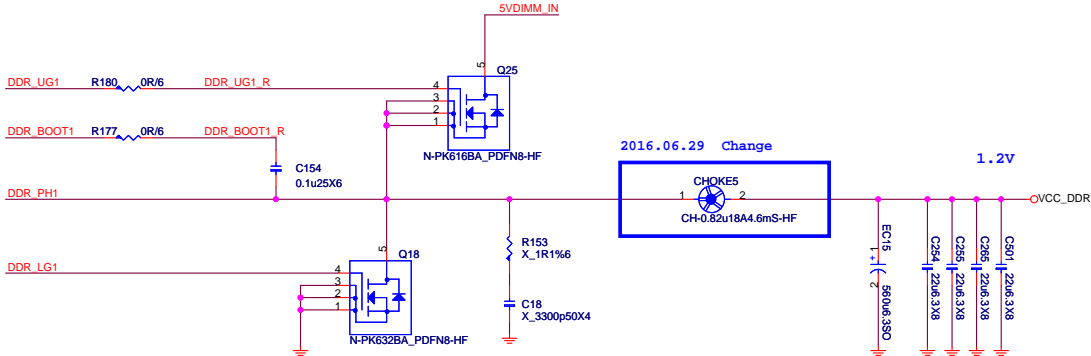 5VDIMM_IN
Q25
5
DDR_UG1 R180 0R/6 DDR_UG1_R
4
3
2
1
DDR_BOOT1 R177 0R/6 DDR_BOOT1_R
N-PK616BA_PDFN8-HF
C154
0.1u25X6
2016.06.29 Change
1.2V
CHOKE5
1 2
CH-0.82u18A4.6mS-HF
DDR_PH1
VCC_DDR
R153
X_1R1%6
C18
X_3300p50X4
Q18
5
DDR_LG1
4
3
2
1
N-PK632BA_PDFN8-HF
EC15
1
+
2
560u6.3SO
C254
22u6.3X8
C255
22u6.3X8
C265
22u6.3X8
C501
22u6.3X8